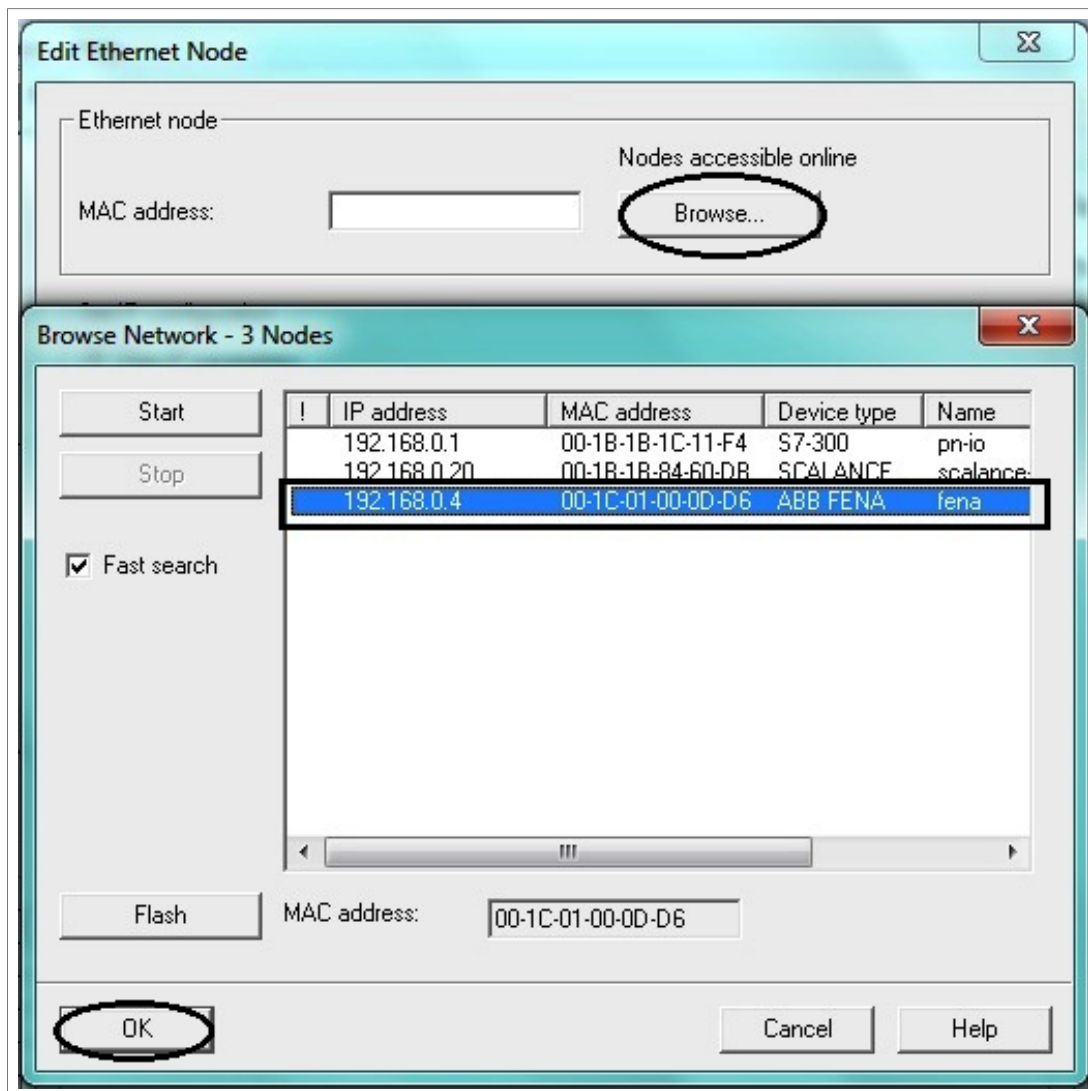 Edit Ethernet Node
Ethernet node
Nodes accessible online
MAC address:
Browse...
Browse Network - 3 Nodes
Start
Stop
Fast search
! IP address MAC address Device type Name
192.168.0.1 00-1B-1B-1C-11-F4 S7-300 pn-io
192.168.0.20 00-1B-1B-84-60-DB SCALANCE scalance-
192.168.0.4 00-1C-01-00-0D-D6 ABB FENA fena
Flash
MAC address: 00-1C-01-00-0D-D6
OK Cancel Help